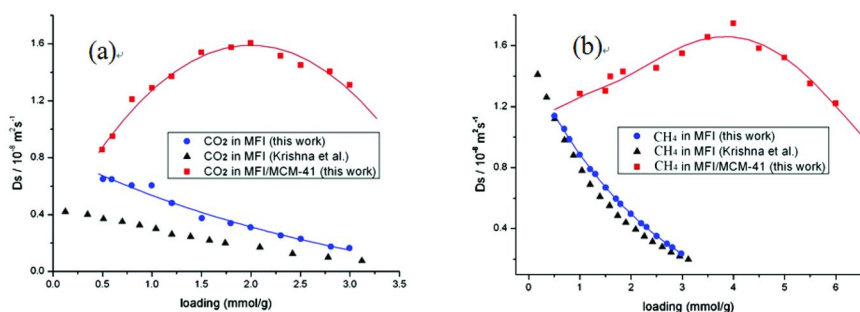 (a)
Ds / 10⁻⁸ m²s⁻¹
1.6
1.2
0.8
0.4
0.0
CO₂ in MFI (this work)
CO₂ in MFI (Krishna et al.)
CO₂ in MFI/MCM-41 (this work)
0.0 0.5 1.0 1.5 2.0 2.5 3.0
loading (mmol/g)
(b)
Ds / 10⁻⁸ m²s⁻¹
1.6
1.2
0.8
0.4
CH₄ in MFI (this work)
CH₄ in MFI (Krishna et al.)
CH₄ in MFI/MCM-41 (this work)
0 1 2 3 4 5 6
loading (mmol/g)